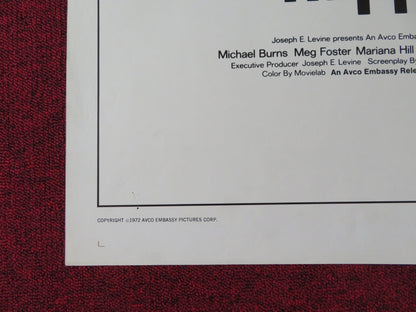 Joseph E. Levine presents An Avco Emba
Michael Burns Meg Foster Mariana Hill
Executive Producer Joseph E. Levine Screenplay By
Color By Movielab An Avco Embassy Rele
COPYRIGHT ©1972 AVCO EMBASSY PICTURES CORP.